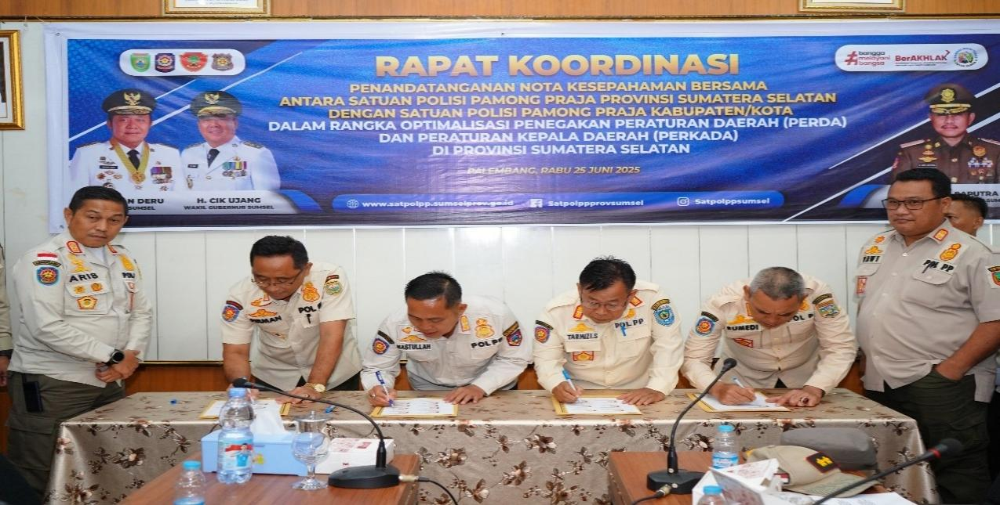 RAPAT KOORDINASI
PENANDATANGANAN NOTA KESEPAHAMAN BERSAMA
ANTARA SATUAN POLISI PAMONG PRAJA PROVINSI SUMATERA SELATAN
DENGAN SATUAN POLISI PAMONG PRAJA KABUPATEN/KOTA
DALAM RANGKA OPTIMALISASI PENEGAKAN PERATURAN DAERAH (PERDA)
DAN PERATURAN KEPALA DAERAH (PERKADA)
DI PROVINSI SUMATERA SELATAN
PALEMBANG, RABU 25 JUNI 2025
www.satpolpp.sumselprov.go.id
Satpolppprovsumsel
Satpolppsumsel
#bangga
melayani
bangsa
BerAKHLAK
DERU
SUMSEL
H. CIK UJANG
WAKIL GUBERNUR SUMSEL
SAPUTRA
ARIS
POL PP
MASTULLAH
POL PP
TARMIZI.S
POL.PP
RUMEDI
POL PP
POL PP